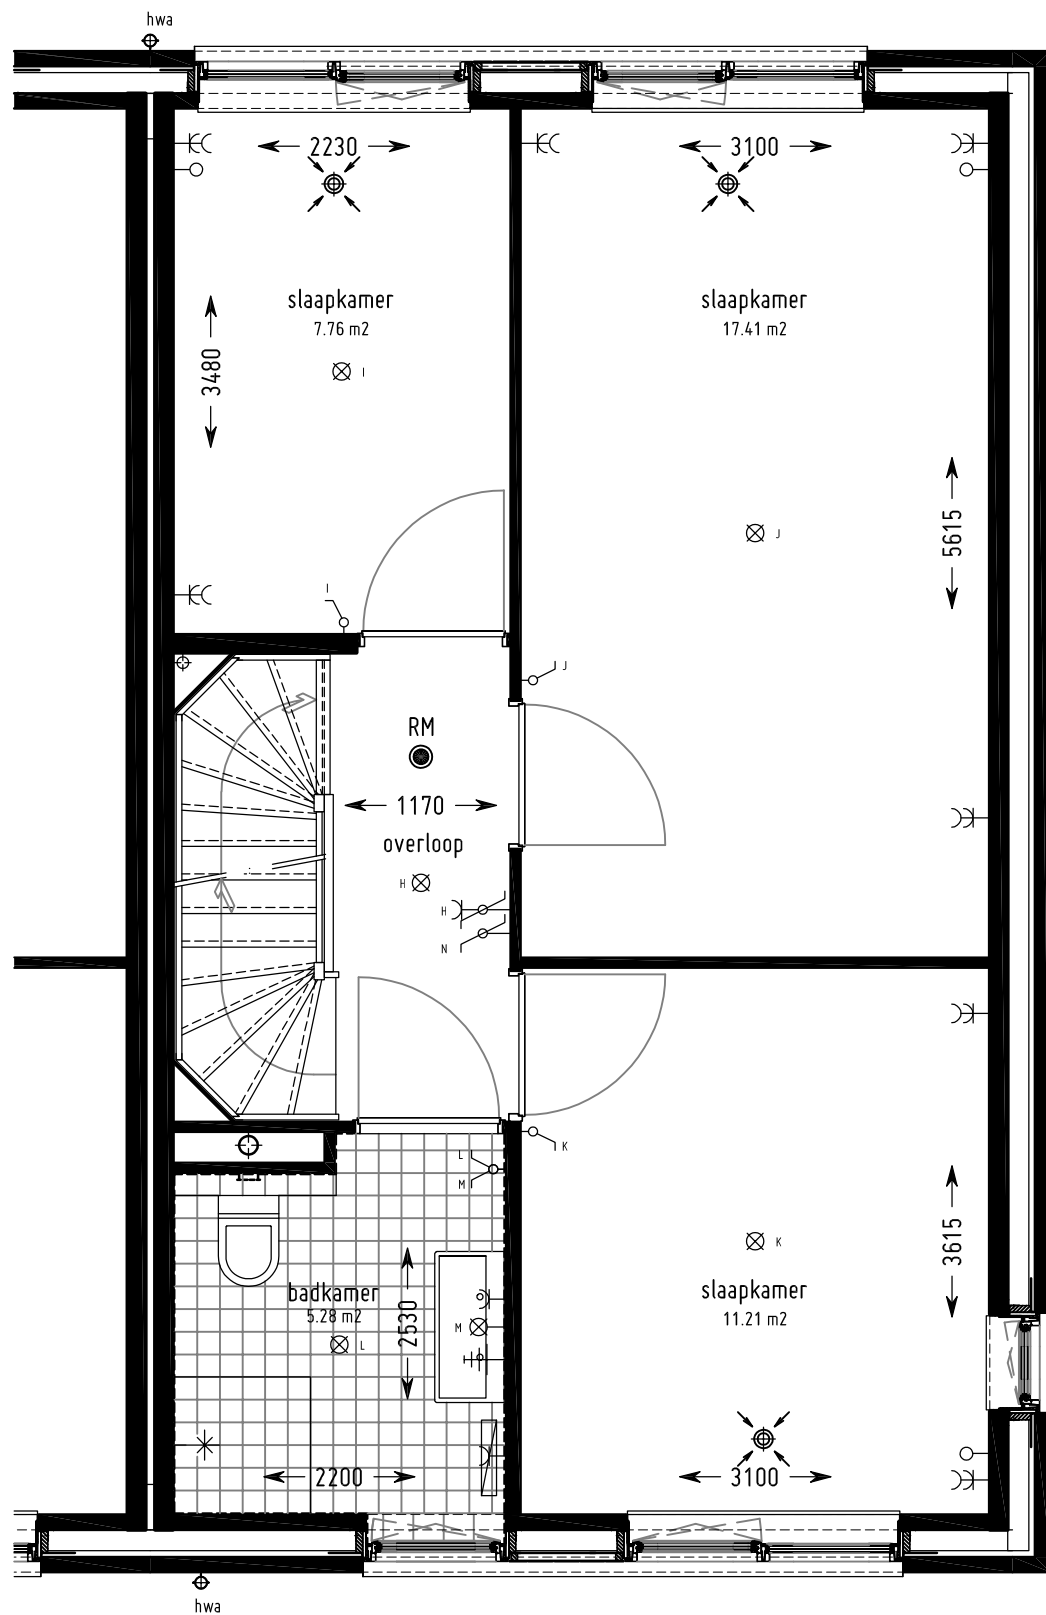 hwa
2230
3100
slaapkamer
7.76 m2
slaapkamer
17.41 m2
3480
I
5615
J
I
J
RM
1170
overloop
H
H
N
K
L
M
3615
K
badkamer
5.28 m2
slaapkamer
11.21 m2
2530
M
L
2200
3100
hwa